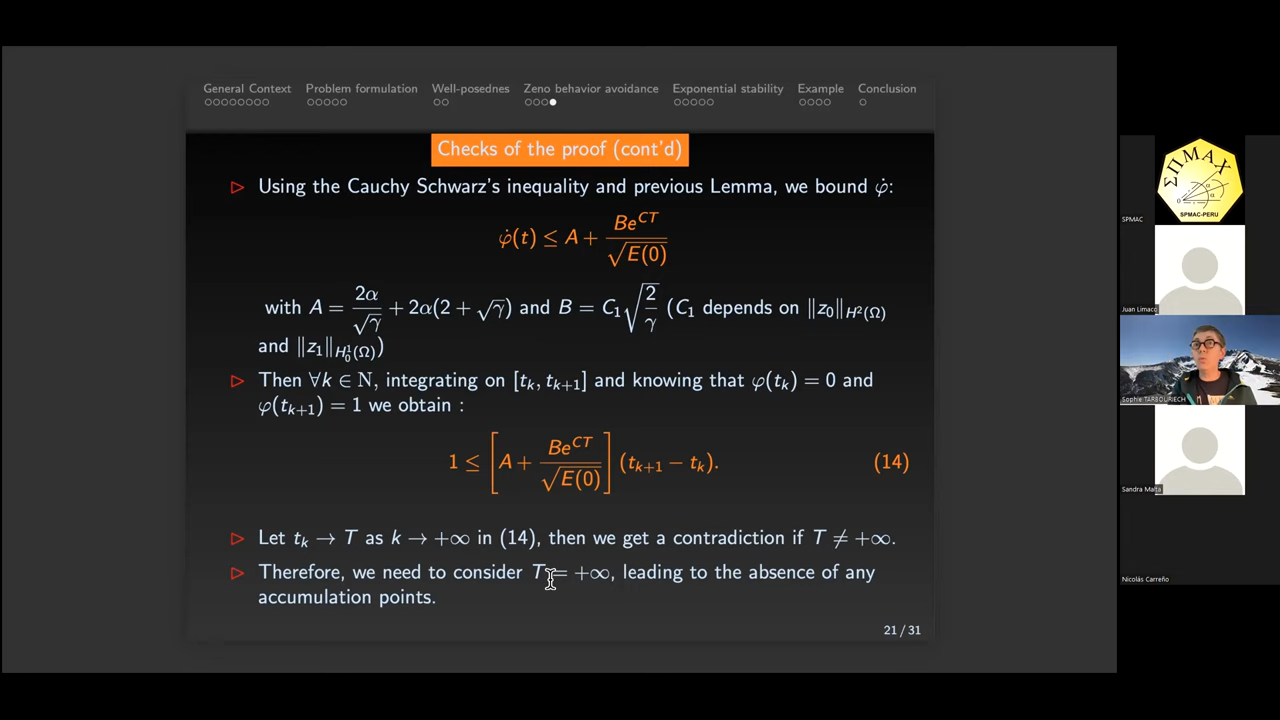 General Context Problem formulation Well-posednes Zeno behavior avoidance Exponential stability Example Conclusion
Checks of the proof (cont'd)
Using the Cauchy Schwarz's inequality and previous Lemma, we bound φ̇:
φ̇(t) ≤ A + Be^{CT} / √E(0)
with A = 2α/√γ + 2α(2 + √γ) and B = C₁√(2/γ) (C₁ depends on ‖z₀‖_{H²(Ω)}
and ‖z₁‖_{H¹₀(Ω)})
Then ∀k ∈ N, integrating on [t_k, t_{k+1}] and knowing that φ(t_k) = 0 and
φ(t_{k+1}) = 1 we obtain :
1 ≤ [A + Be^{CT} / √E(0)] (t_{k+1} − t_k). (14)
Let t_k → T as k → +∞ in (14), then we get a contradiction if T ≠ +∞.
Therefore, we need to consider T = +∞, leading to the absence of any
accumulation points.
21 / 31
ΣΠΜΑΧ
SPMAC-PERU
SPMAC
Juan Limaco
Sophie TARBOURIECH
Sandra Malta
Nicolás Carreño